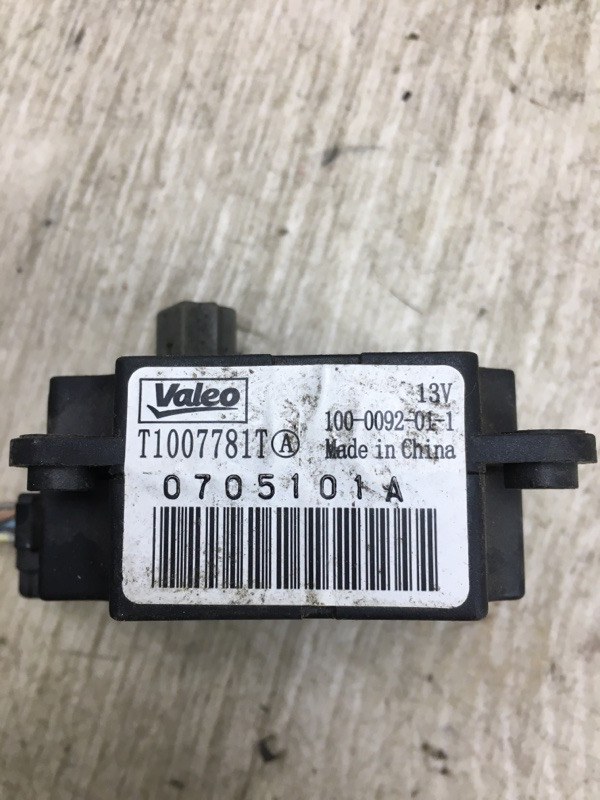 Valeo
13V
T1007781T Ⓐ
100-0092-01-1
Made in China
0705101A